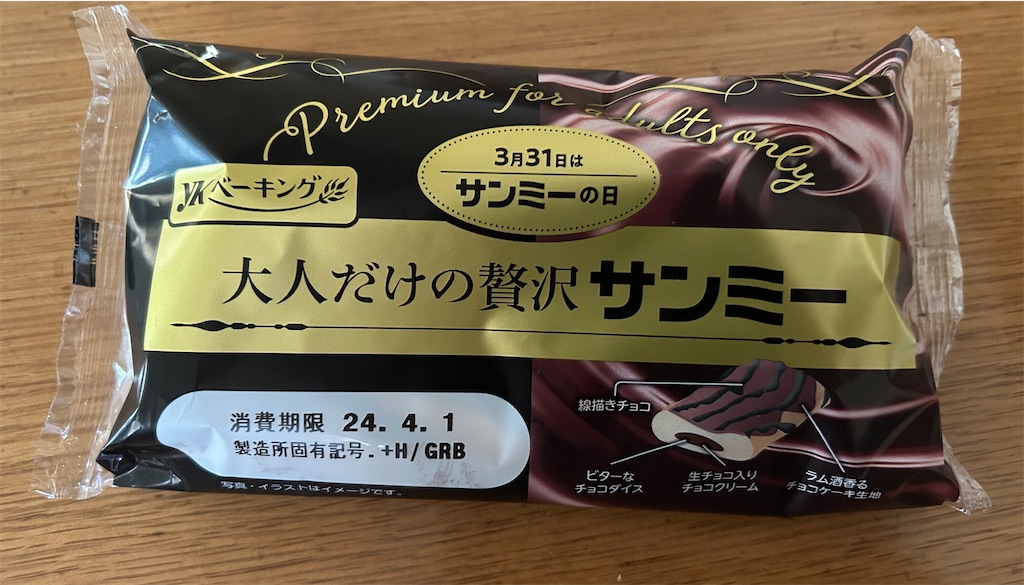 Premium for adults only
3月31日は
サンミーの日
YKベーキング
大人だけの贅沢 サンミー
線描きチョコ
ビターな
チョコダイス
生チョコ入り
チョコクリーム
ラム酒香る
チョコケーキ生地
消費期限 24. 4. 1
製造所固有記号. +H/GRB
写真・イラストはイメージです。